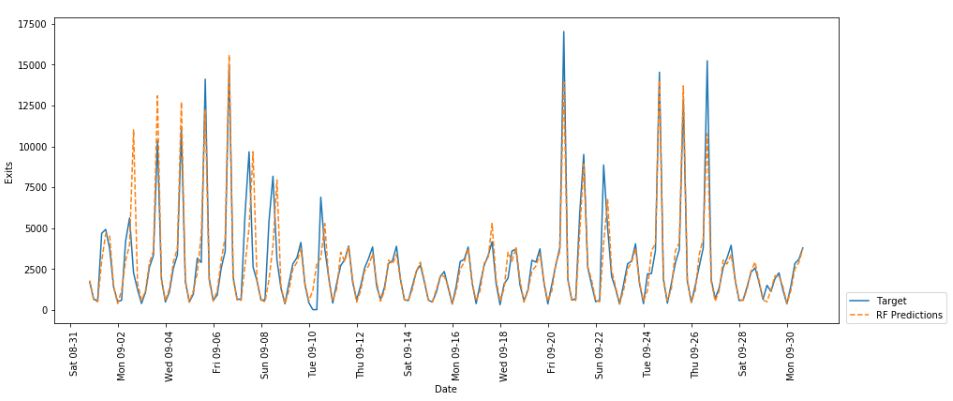 17500
15000
12500
10000
7500
5000
2500
0
Exits
Sat 08-31
Mon 09-02
Wed 09-04
Fri 09-06
Sun 09-08
Tue 09-10
Thu 09-12
Sat 09-14
Mon 09-16
Wed 09-18
Fri 09-20
Sun 09-22
Tue 09-24
Thu 09-26
Sat 09-28
Mon 09-30
Date
Target
RF Predictions